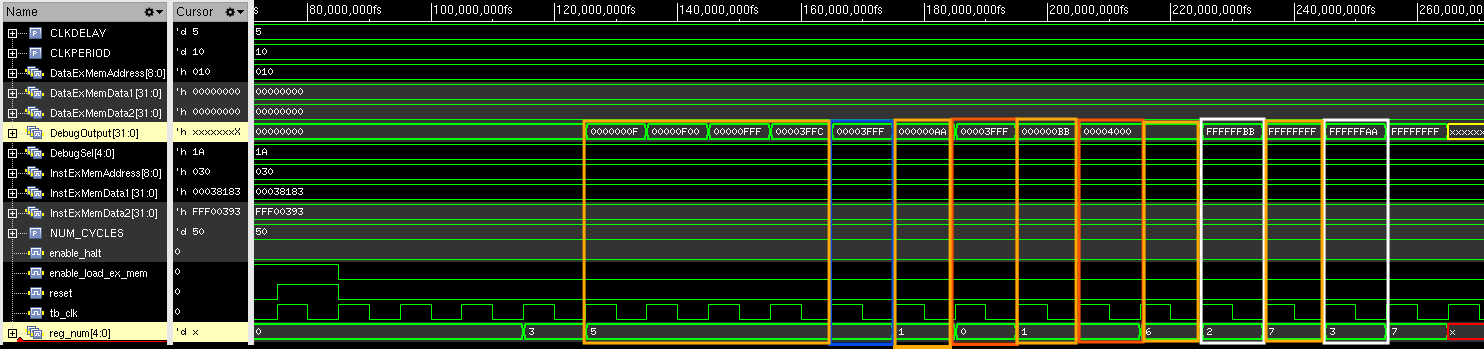 Name Cursor 80,000,000fs 100,000,000fs 120,000,000fs 140,000,000fs 160,000,000fs 180,000,000fs 200,000,000fs 220,000,000fs 240,000,000fs 260,000,0
CLKDELAY 'd 5 5
CLKPERIOD 'd 10 10
DataExMemAddress[8:0] 'h 010 010
DataExMemData1[31:0] 'h 00000000 00000000
DataExMemData2[31:0] 'h 00000000 00000000
DebugOutput[31:0] 'h xxxxxxxX 00000000 0000000F 00000F00 00000FFF 00003FFC 00003FFF 000000AA 00003FFF 000000BB 00004000 FFFFFFBB FFFFFFFF FFFFFFAA FFFFFFFF xxxxxx
DebugSel[4:0] 'h 1A 1A
InstExMemAddress[8:0] 'h 030 030
InstExMemData1[31:0] 'h 00038183 00038183
InstExMemData2[31:0] 'h FFF00393 FFF00393
NUM_CYCLES 'd 50 50
enable_halt 0
enable_load_ex_mem 0
reset 0
tb_clk 0
reg_num[4:0] 'd x 0 3 5 1 0 1 6 2 7 3 7 x